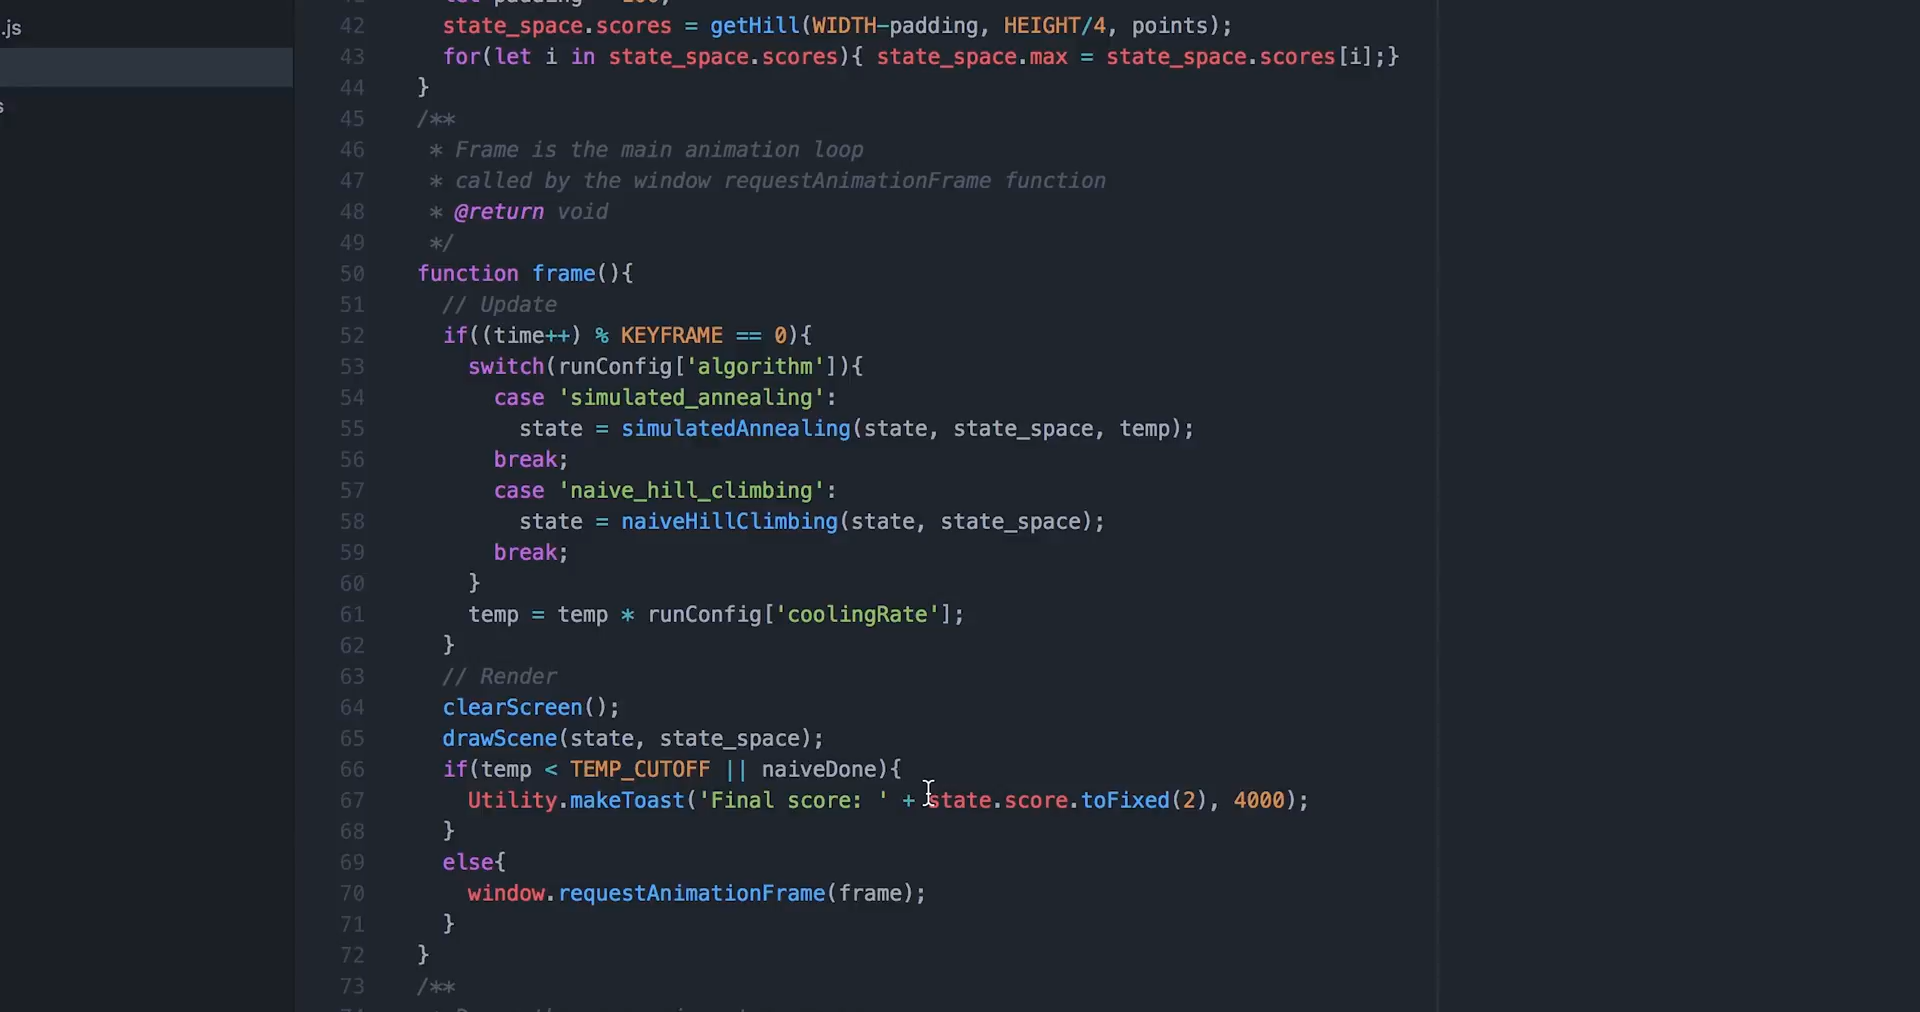 .js
s
42 state_space.scores = getHill(WIDTH-padding, HEIGHT/4, points);
43 for(let i in state_space.scores){ state_space.max = state_space.scores[i];}
44 }
45 /**
46 * Frame is the main animation loop
47 * called by the window requestAnimationFrame function
48 * @return void
49 */
50 function frame(){
51 // Update
52 if((time++) % KEYFRAME == 0){
53 switch(runConfig['algorithm']){
54 case 'simulated_annealing':
55 state = simulatedAnnealing(state, state_space, temp);
56 break;
57 case 'naive_hill_climbing':
58 state = naiveHillClimbing(state, state_space);
59 break;
60 }
61 temp = temp * runConfig['coolingRate'];
62 }
63 // Render
64 clearScreen();
65 drawScene(state, state_space);
66 if(temp < TEMP_CUTOFF || naiveDone){
67 Utility.makeToast('Final score: ' + state.score.toFixed(2), 4000);
68 }
69 else{
70 window.requestAnimationFrame(frame);
71 }
72 }
73 /**